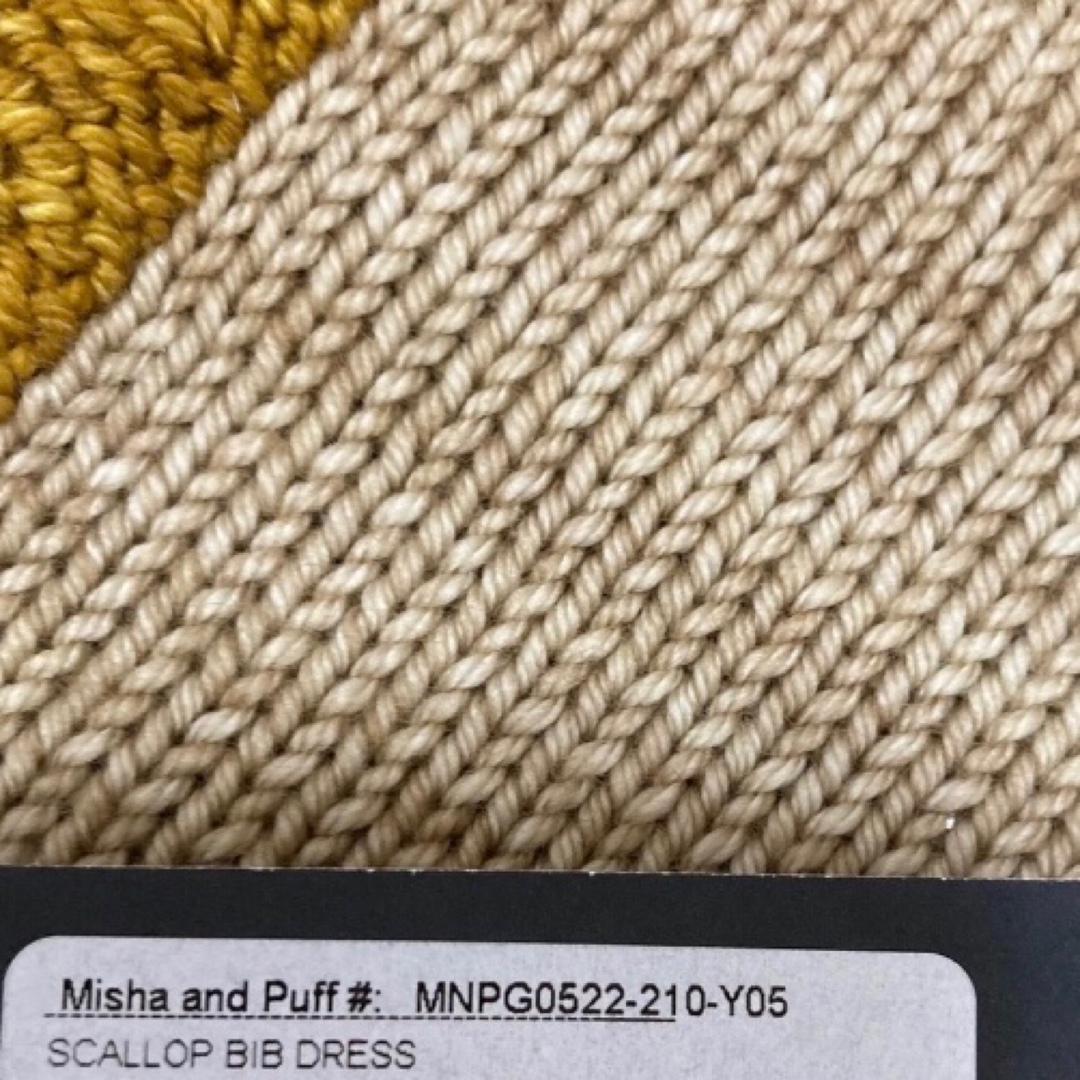 Misha and Puff #: MNPG0522-210-Y05
SCALLOP BIB DRESS